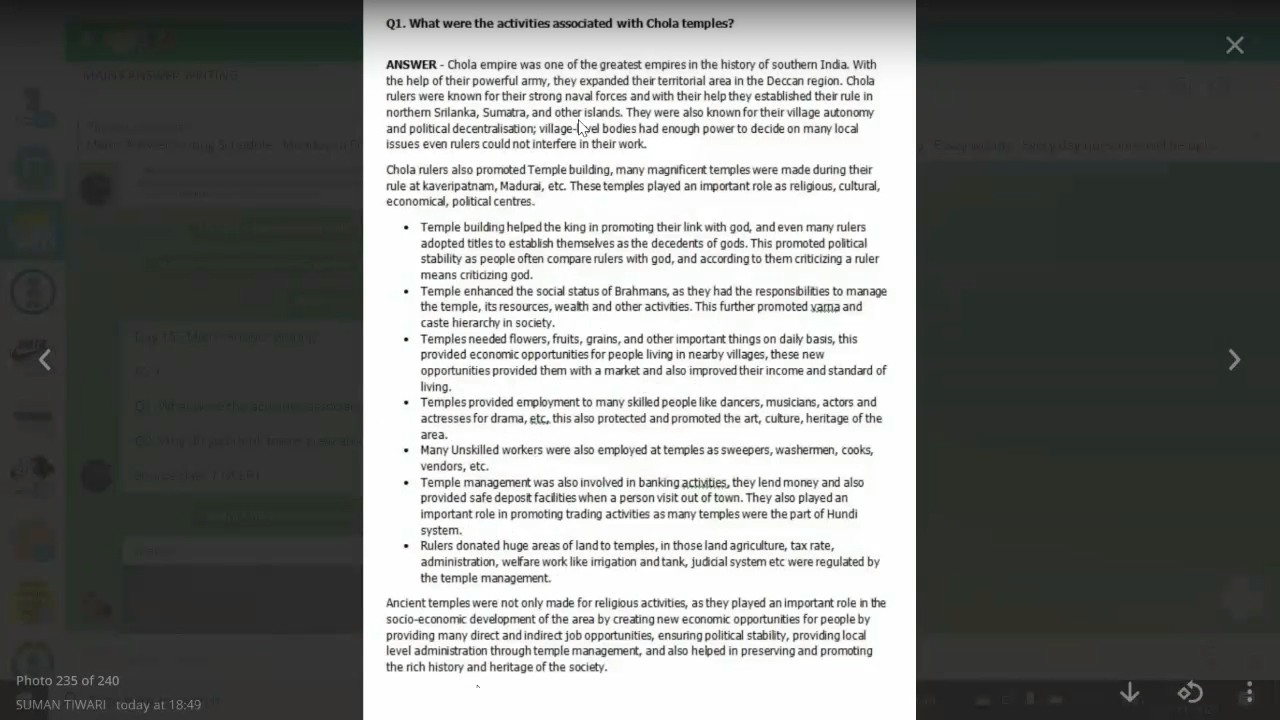 Q1. What were the activities associated with Chola temples?
ANSWER - Chola empire was one of the greatest empires in the history of southern India. With
the help of their powerful army, they expanded their territorial area in the Deccan region. Chola
rulers were known for their strong naval forces and with their help they established their rule in
northern Srilanka, Sumatra, and other islands. They were also known for their village autonomy
and political decentralisation; village-level bodies had enough power to decide on many local
issues even rulers could not interfere in their work.
Chola rulers also promoted Temple building, many magnificent temples were made during their
rule at kaveripatnam, Madurai, etc. These temples played an important role as religious, cultural,
economical, political centres.
• Temple building helped the king in promoting their link with god, and even many rulers
adopted titles to establish themselves as the decedents of gods. This promoted political
stability as people often compare rulers with god, and according to them criticizing a ruler
means criticizing god.
• Temple enhanced the social status of Brahmans, as they had the responsibilities to manage
the temple, its resources, wealth and other activities. This further promoted varna and
caste hierarchy in society.
• Temples needed flowers, fruits, grains, and other important things on daily basis, this
provided economic opportunities for people living in nearby villages, these new
opportunities provided them with a market and also improved their income and standard of
living.
• Temples provided employment to many skilled people like dancers, musicians, actors and
actresses for drama, etc, this also protected and promoted the art, culture, heritage of the
area.
• Many Unskilled workers were also employed at temples as sweepers, washermen, cooks,
vendors, etc.
• Temple management was also involved in banking activities, they lend money and also
provided safe deposit facilities when a person visit out of town. They also played an
important role in promoting trading activities as many temples were the part of Hundi
system.
• Rulers donated huge areas of land to temples, in those land agriculture, tax rate,
administration, welfare work like irrigation and tank, judicial system etc were regulated by
the temple management.
Ancient temples were not only made for religious activities, as they played an important role in the
socio-economic development of the area by creating new economic opportunities for people by
providing many direct and indirect job opportunities, ensuring political stability, providing local
level administration through temple management, and also helped in preserving and promoting
the rich history and heritage of the society.
Photo 235 of 240
SUMAN TIWARI today at 18:49
MAINS ANSWER WRITING